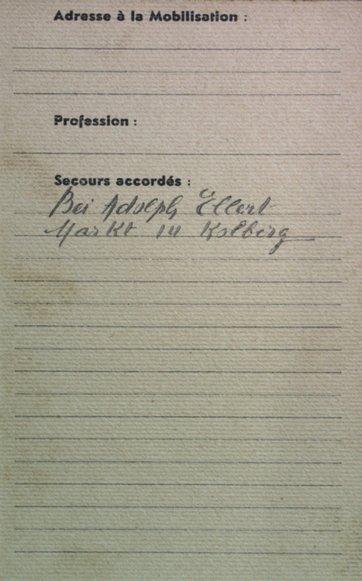 Adresse à la Mobilisation :
Profession :
Secours accordés :
Bei Adolph Ellert
Markt 14 Kolberg